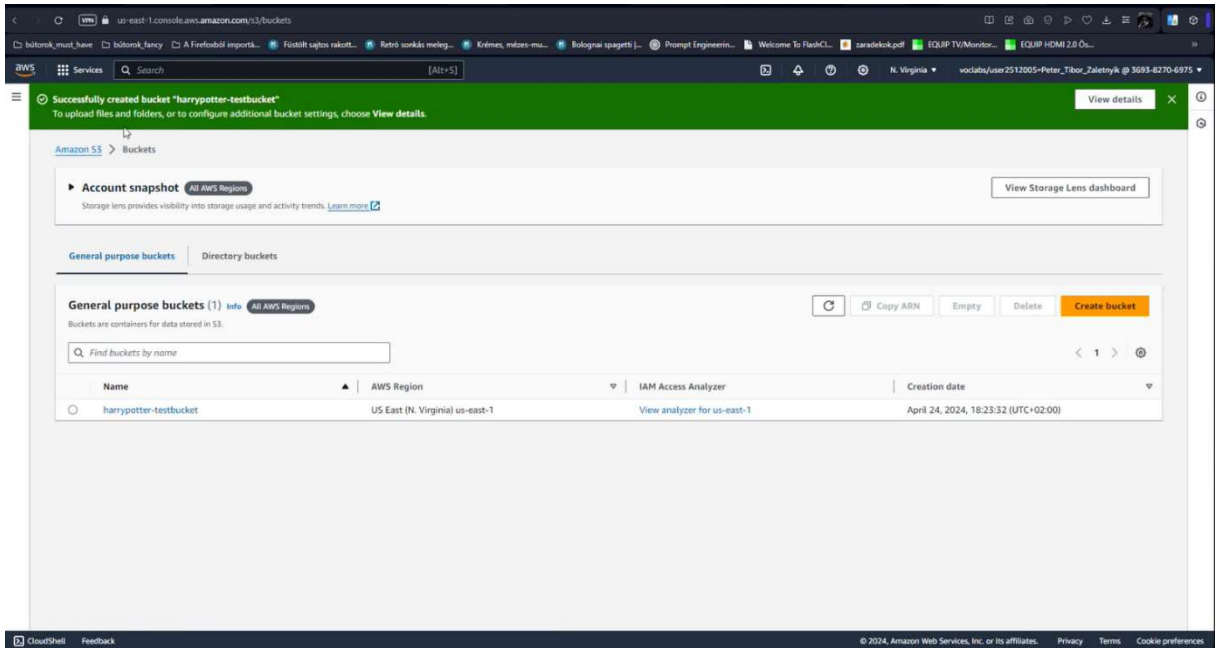 VPN us-east-1.console.aws.amazon.com/s3/buckets
bútorok_must_have bútorok_fancy A Firefoxból importá... Füstölt sajtos rakott... Retró sonkás meleg... Krémes, mézes-mu... Bolognai spagetti |... Prompt Engineerin... Welcome To FlashCl... zaradekok.pdf EQUIP TV/Monitor... EQUIP HDMI 2.0 Ős...
aws Services Search [Alt+S] N. Virginia voclabs/user2512005=Peter_Tibor_Zaletnyik @ 3693-8270-6975
Successfully created bucket "harrypotter-testbucket" View details
To upload files and folders, or to configure additional bucket settings, choose View details.
Amazon S3 > Buckets
Account snapshot All AWS Regions View Storage Lens dashboard
Storage lens provides visibility into storage usage and activity trends. Learn more
General purpose buckets Directory buckets
General purpose buckets (1) Info All AWS Regions Copy ARN Empty Delete Create bucket
Buckets are containers for data stored in S3.
Find buckets by name < 1 >
Name AWS Region IAM Access Analyzer Creation date
harrypotter-testbucket US East (N. Virginia) us-east-1 View analyzer for us-east-1 April 24, 2024, 18:23:32 (UTC+02:00)
CloudShell Feedback © 2024, Amazon Web Services, Inc. or its affiliates. Privacy Terms Cookie preferences